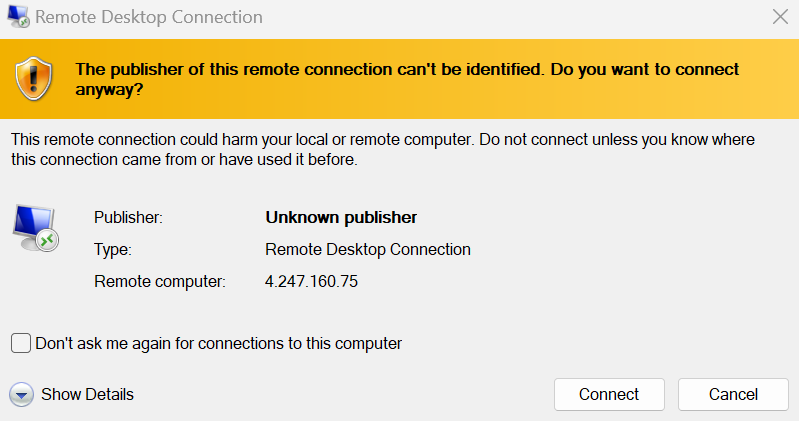 Remote Desktop Connection
The publisher of this remote connection can't be identified. Do you want to connect
anyway?
This remote connection could harm your local or remote computer. Do not connect unless you know where
this connection came from or have used it before.
Publisher: Unknown publisher
Type: Remote Desktop Connection
Remote computer: 4.247.160.75
Don't ask me again for connections to this computer
Show Details Connect Cancel